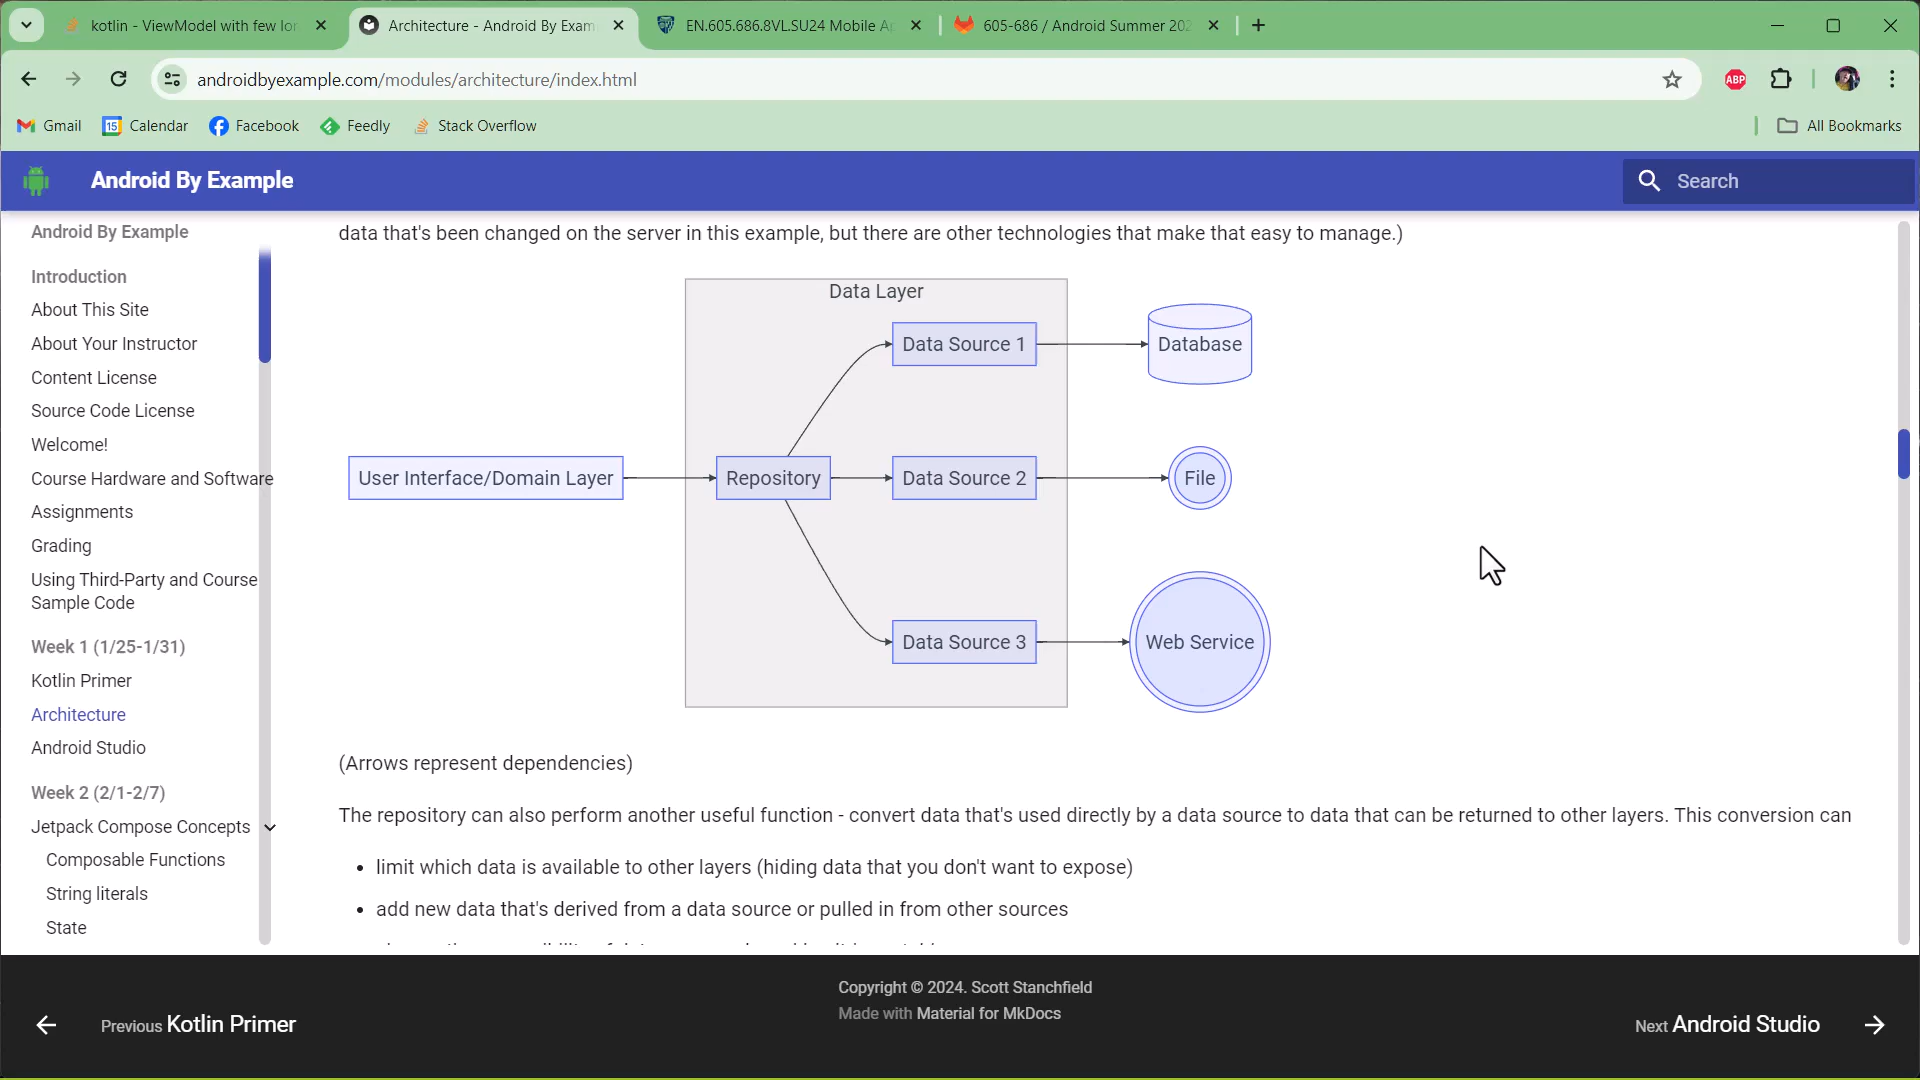 kotlin - ViewModel with few lon
Architecture - Android By Exam
EN.605.686.8VL.SU24 Mobile Ap
605-686 / Android Summer 202
androidbyexample.com/modules/architecture/index.html
ABP
Gmail
15
Calendar
Facebook
Feedly
Stack Overflow
All Bookmarks
Android By Example
Search
Android By Example
Introduction
About This Site
About Your Instructor
Content License
Source Code License
Welcome!
Course Hardware and Software
Assignments
Grading
Using Third-Party and Course
Sample Code
Week 1 (1/25-1/31)
Kotlin Primer
Architecture
Android Studio
Week 2 (2/1-2/7)
Jetpack Compose Concepts
Composable Functions
String literals
State
data that's been changed on the server in this example, but there are other technologies that make that easy to manage.)
Data Layer
Data Source 1
Database
User Interface/Domain Layer
Repository
Data Source 2
File
Data Source 3
Web Service
(Arrows represent dependencies)
The repository can also perform another useful function - convert data that's used directly by a data source to data that can be returned to other layers. This conversion can
• limit which data is available to other layers (hiding data that you don't want to expose)
• add new data that's derived from a data source or pulled in from other sources
Copyright © 2024. Scott Stanchfield
Made with Material for MkDocs
Previous Kotlin Primer
Next Android Studio